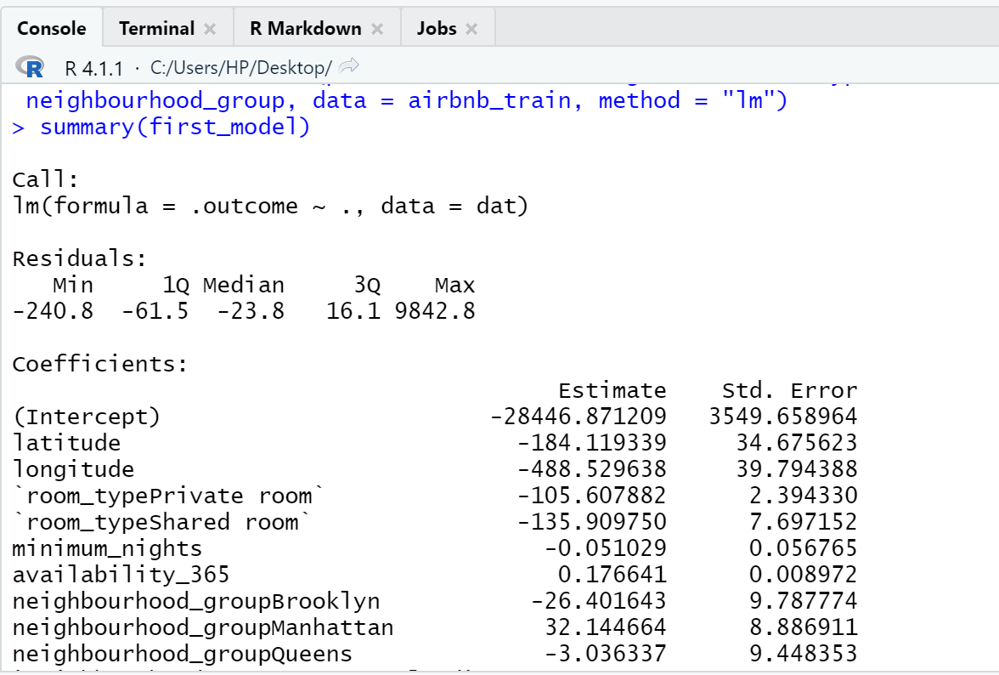 Console Terminal R Markdown Jobs
R R 4.1.1 · C:/Users/HP/Desktop/
neighbourhood_group, data = airbnb_train, method = "lm")
> summary(first_model)
Call:
lm(formula = .outcome ~ ., data = dat)
Residuals:
Min 1Q Median 3Q Max
-240.8 -61.5 -23.8 16.1 9842.8
Coefficients:
Estimate Std. Error
(Intercept) -28446.871209 3549.658964
latitude -184.119339 34.675623
longitude -488.529638 39.794388
`room_typePrivate room` -105.607882 2.394330
`room_typeShared room` -135.909750 7.697152
minimum_nights -0.051029 0.056765
availability_365 0.176641 0.008972
neighbourhood_groupBrooklyn -26.401643 9.787774
neighbourhood_groupManhattan 32.144664 8.886911
neighbourhood_groupQueens -3.036337 9.448353